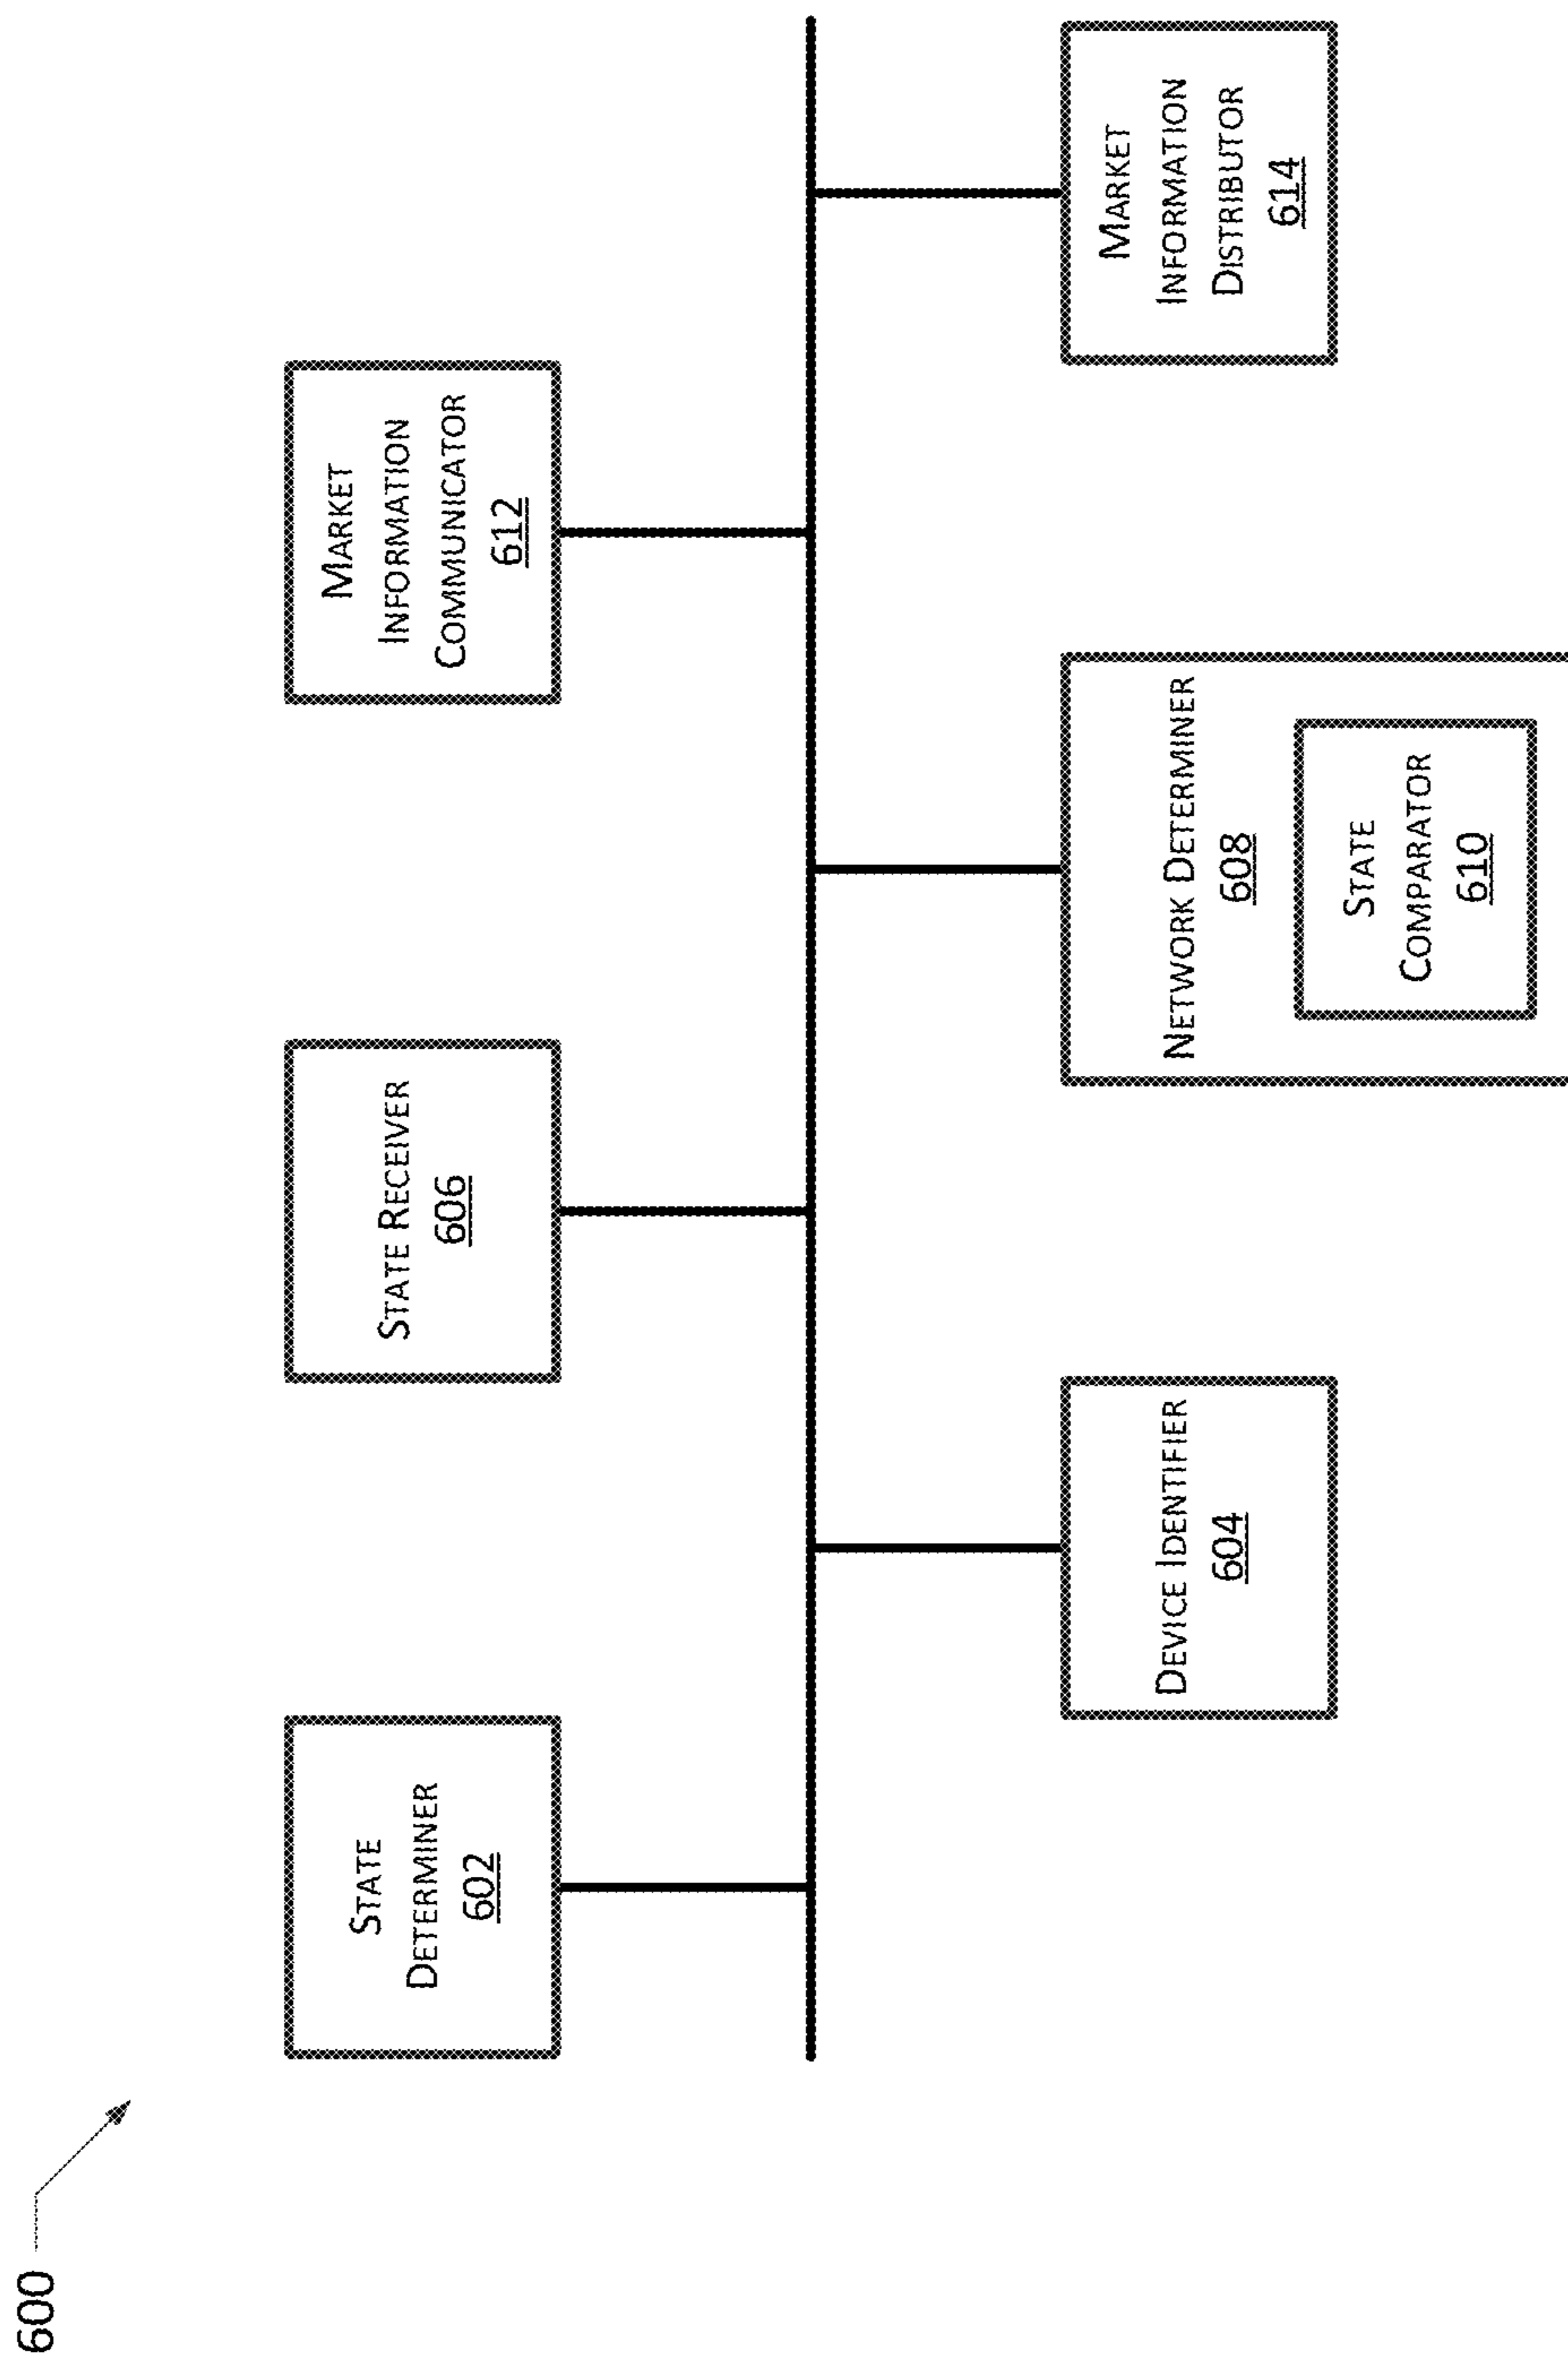 600
STATE
DETERMINER
602
STATE RECEIVER
606
MARKET
INFORMATION
COMMUNICATOR
612
DEVICE IDENTIFIER
604
NETWORK DETERMINER
608
STATE
COMPARATOR
610
MARKET
INFORMATION
DISTRIBUTOR
614